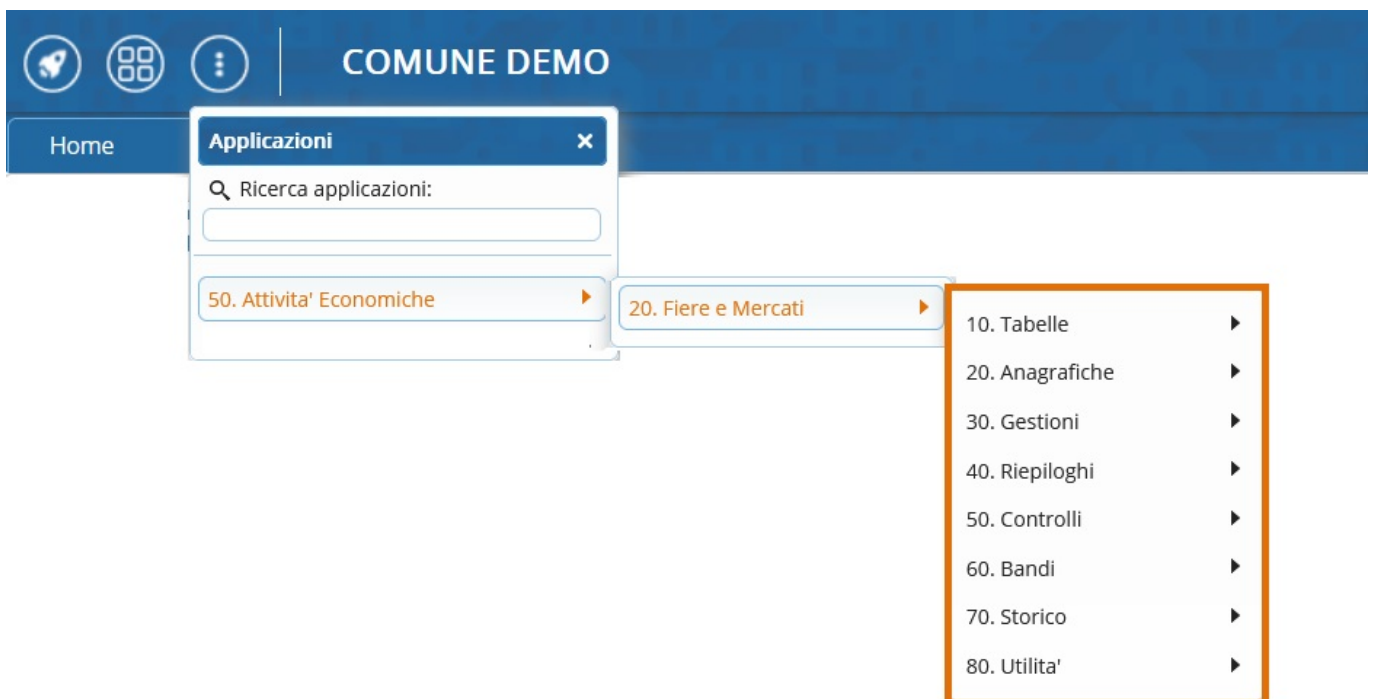 COMUNE DEMO
Home
Applicazioni
Ricerca applicazioni:
50. Attivita' Economiche
20. Fiere e Mercati
10. Tabelle
20. Anagrafiche
30. Gestioni
40. Riepiloghi
50. Controlli
60. Bandi
70. Storico
80. Utilita'